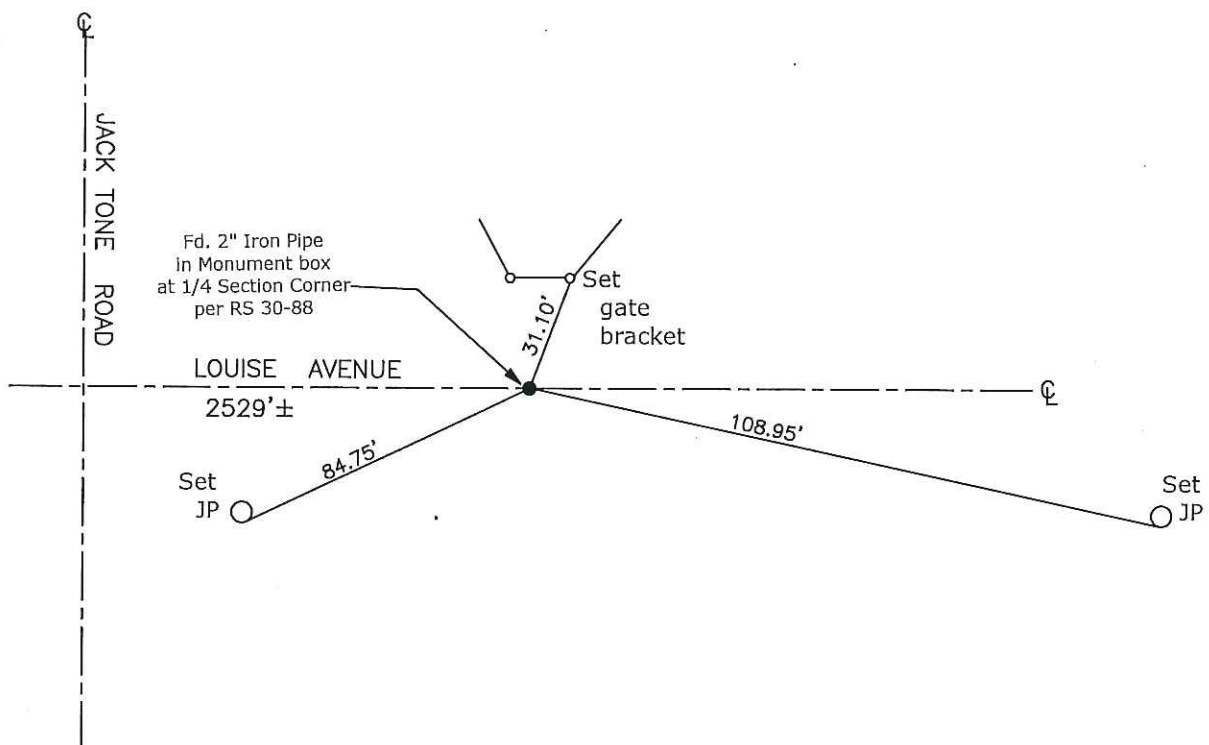 ℄
JACK TONE ROAD
Fd. 2" Iron Pipe
in Monument box
at 1/4 Section Corner
per RS 30-88
Set
gate
bracket
31.10'
LOUISE AVENUE
℄
2529'±
108.95'
84.75'
Set
JP
Set
JP